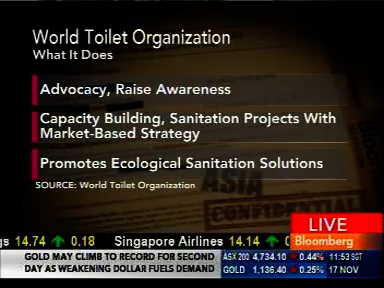 World Toilet Organization
What It Does
Advocacy, Raise Awareness
Capacity Building, Sanitation Projects With
Market-Based Strategy
Promotes Ecological Sanitation Solutions
SOURCE: World Toilet Organization
ASIA
CONFIDENTIAL
LIVE
gs 14.74 0.18 Singapore Airlines 14.14 0
Bloomberg
GOLD MAY CLIMB TO RECORD FOR SECOND
DAY AS WEAKENING DOLLAR FUELS DEMAND
ASX 200 4,734.10 0.44% 11:53 SGT
GOLD 1,136.40 0.25% 17 NOV